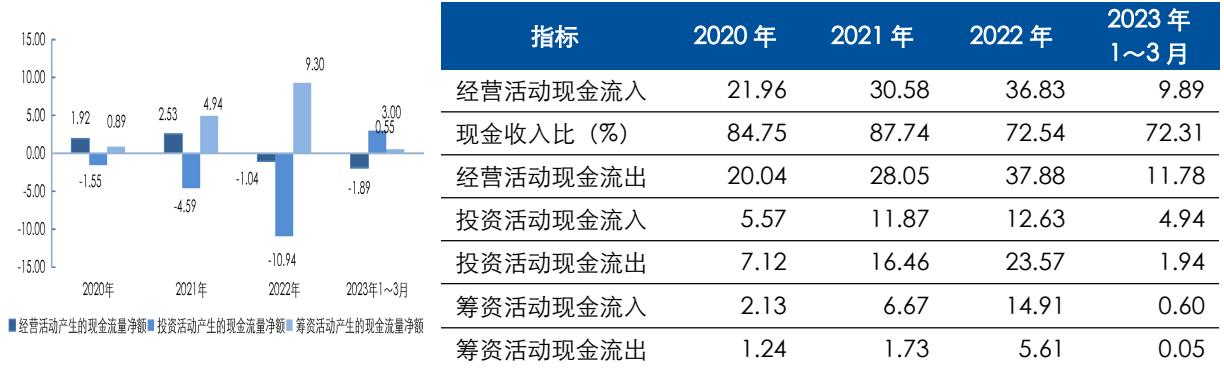 15.00
10.00
5.00
0.00
-5.00
-10.00
-15.00
1.92
-1.55
0.89
2.53
-4.59
4.94
-1.04
-10.94
9.30
-1.89
3.00
0.55
2020年 2021年 2022年 2023年1～3月
经营活动产生的现金流量净额 投资活动产生的现金流量净额 筹资活动产生的现金流量净额
指标 2020 年 2021 年 2022 年 2023 年
1～3 月
经营活动现金流入 21.96 30.58 36.83 9.89
现金收入比（%） 84.75 87.74 72.54 72.31
经营活动现金流出 20.04 28.05 37.88 11.78
投资活动现金流入 5.57 11.87 12.63 4.94
投资活动现金流出 7.12 16.46 23.57 1.94
筹资活动现金流入 2.13 6.67 14.91 0.60
筹资活动现金流出 1.24 1.73 5.61 0.05